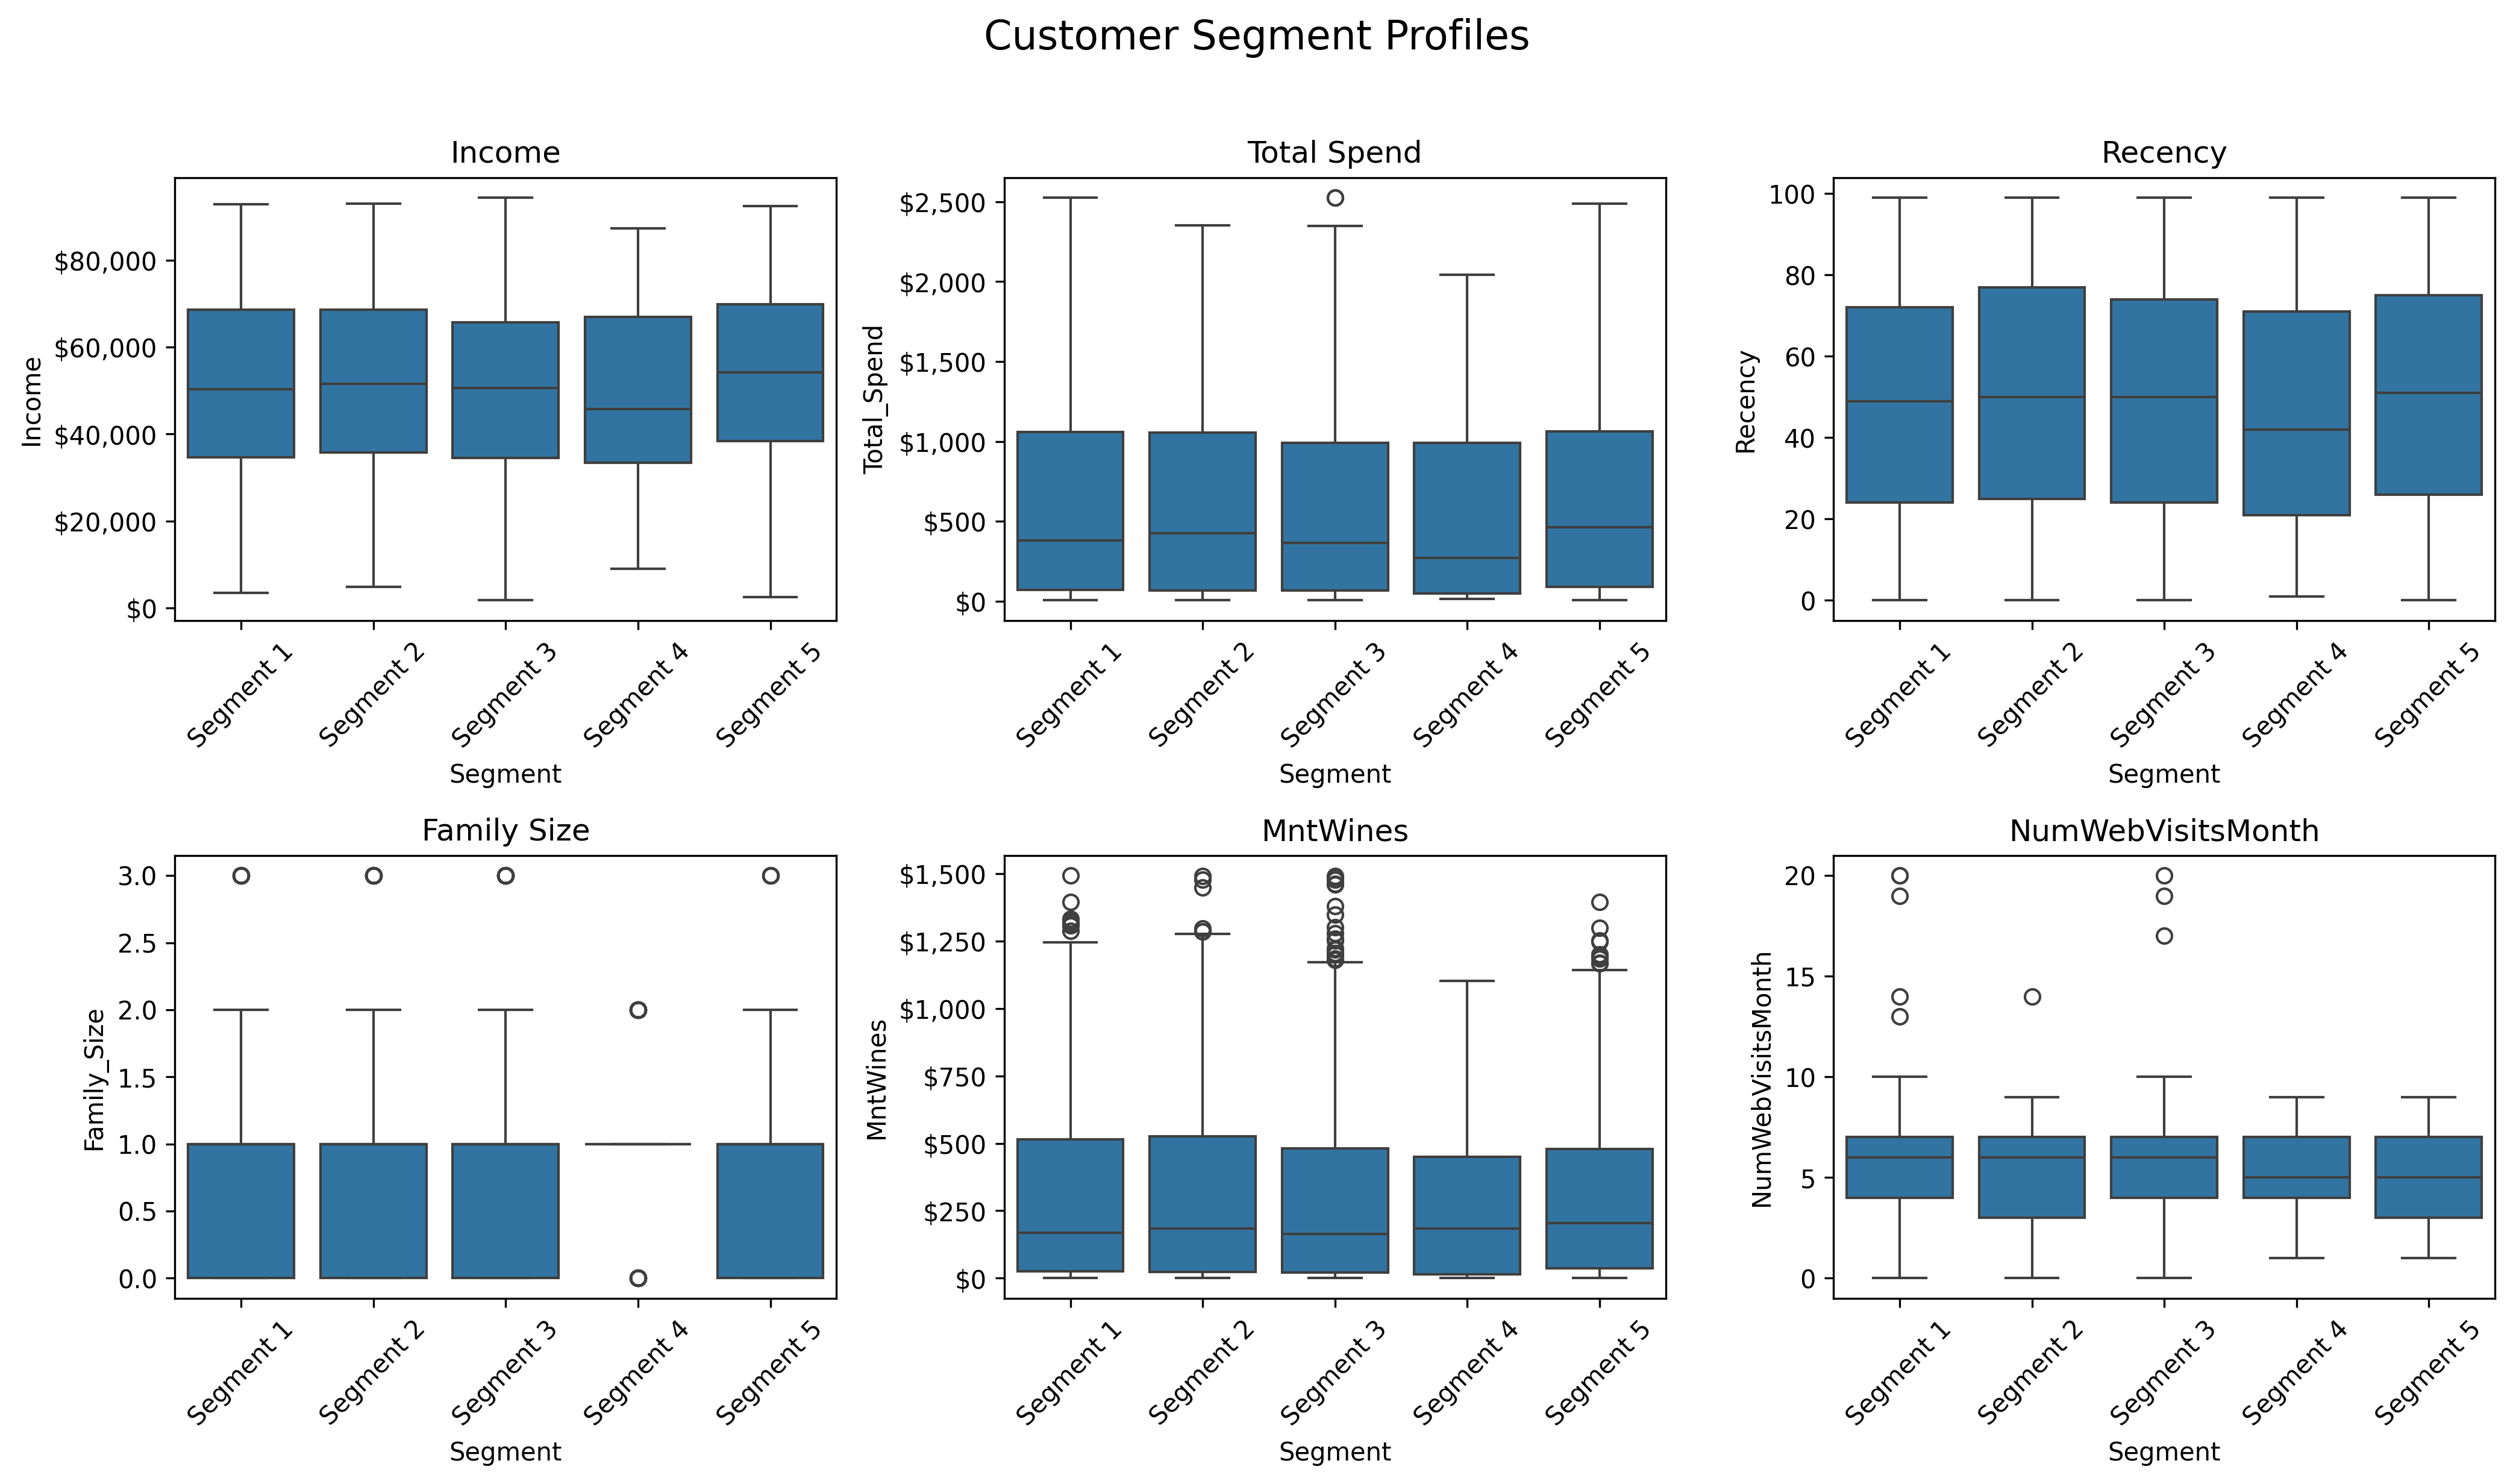 Customer Segment Profiles
Income
Income
$80,000
$60,000
$40,000
$20,000
$0
Segment 1
Segment 2
Segment 3
Segment 4
Segment 5
Segment
Total Spend
Total_Spend
$2,500
$2,000
$1,500
$1,000
$500
$0
Segment 1
Segment 2
Segment 3
Segment 4
Segment 5
Segment
Recency
Recency
100
80
60
40
20
0
Segment 1
Segment 2
Segment 3
Segment 4
Segment 5
Segment
Family Size
Family_Size
3.0
2.5
2.0
1.5
1.0
0.5
0.0
Segment 1
Segment 2
Segment 3
Segment 4
Segment 5
Segment
MntWines
MntWines
$1,500
$1,250
$1,000
$750
$500
$250
$0
Segment 1
Segment 2
Segment 3
Segment 4
Segment 5
Segment
NumWebVisitsMonth
NumWebVisitsMonth
20
15
10
5
0
Segment 1
Segment 2
Segment 3
Segment 4
Segment 5
Segment